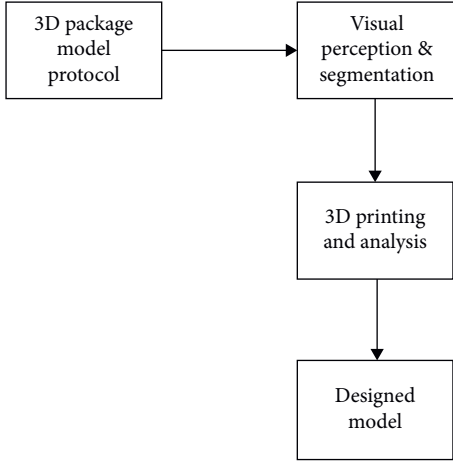 3D package
model
protocol
Visual
perception &
segmentation
3D printing
and analysis
Designed
model